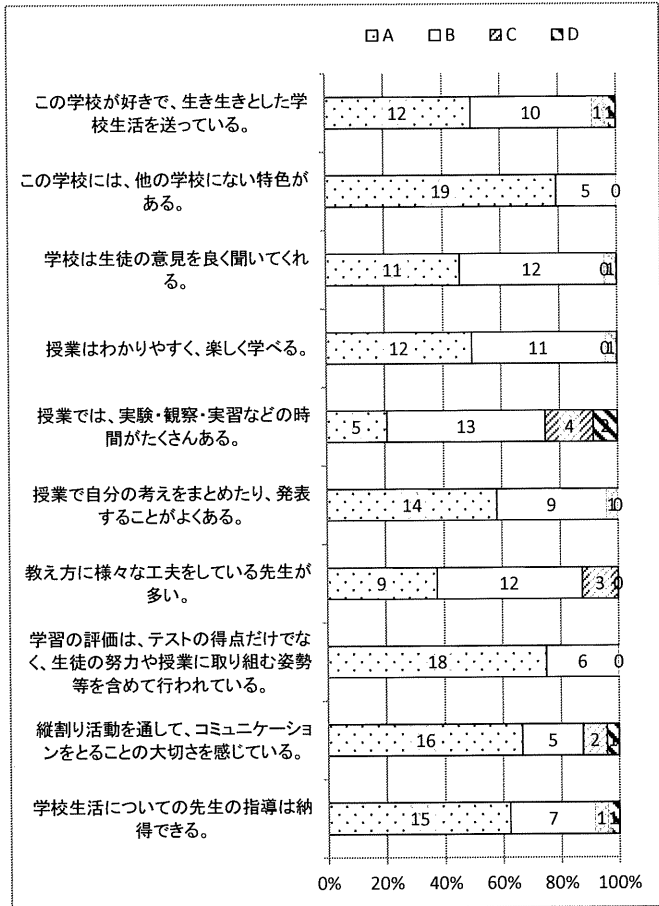 A B C D
この学校が好きで、生き生きとした学
校生活を送っている。
12 10 1 1
この学校には、他の学校にない特色が
ある。
19 5 0
学校は生徒の意見を良く聞いてくれ
る。
11 12 0 1
授業はわかりやすく、楽しく学べる。
12 11 0 1
授業では、実験・観察・実習などの時
間がたくさんある。
5 13 4 2
授業で自分の考えをまとめたり、発表
することがよくある。
14 9 1 0
教え方に様々な工夫をしている先生が
多い。
9 12 3 0
学習の評価は、テストの得点だけでな
く、生徒の努力や授業に取り組む姿勢
等を含めて行われている。
18 6 0
縦割り活動を通して、コミュニケーショ
ンをとることの大切さを感じている。
16 5 2 1
学校生活についての先生の指導は納
得できる。
15 7 1 1
0% 20% 40% 60% 80% 100%